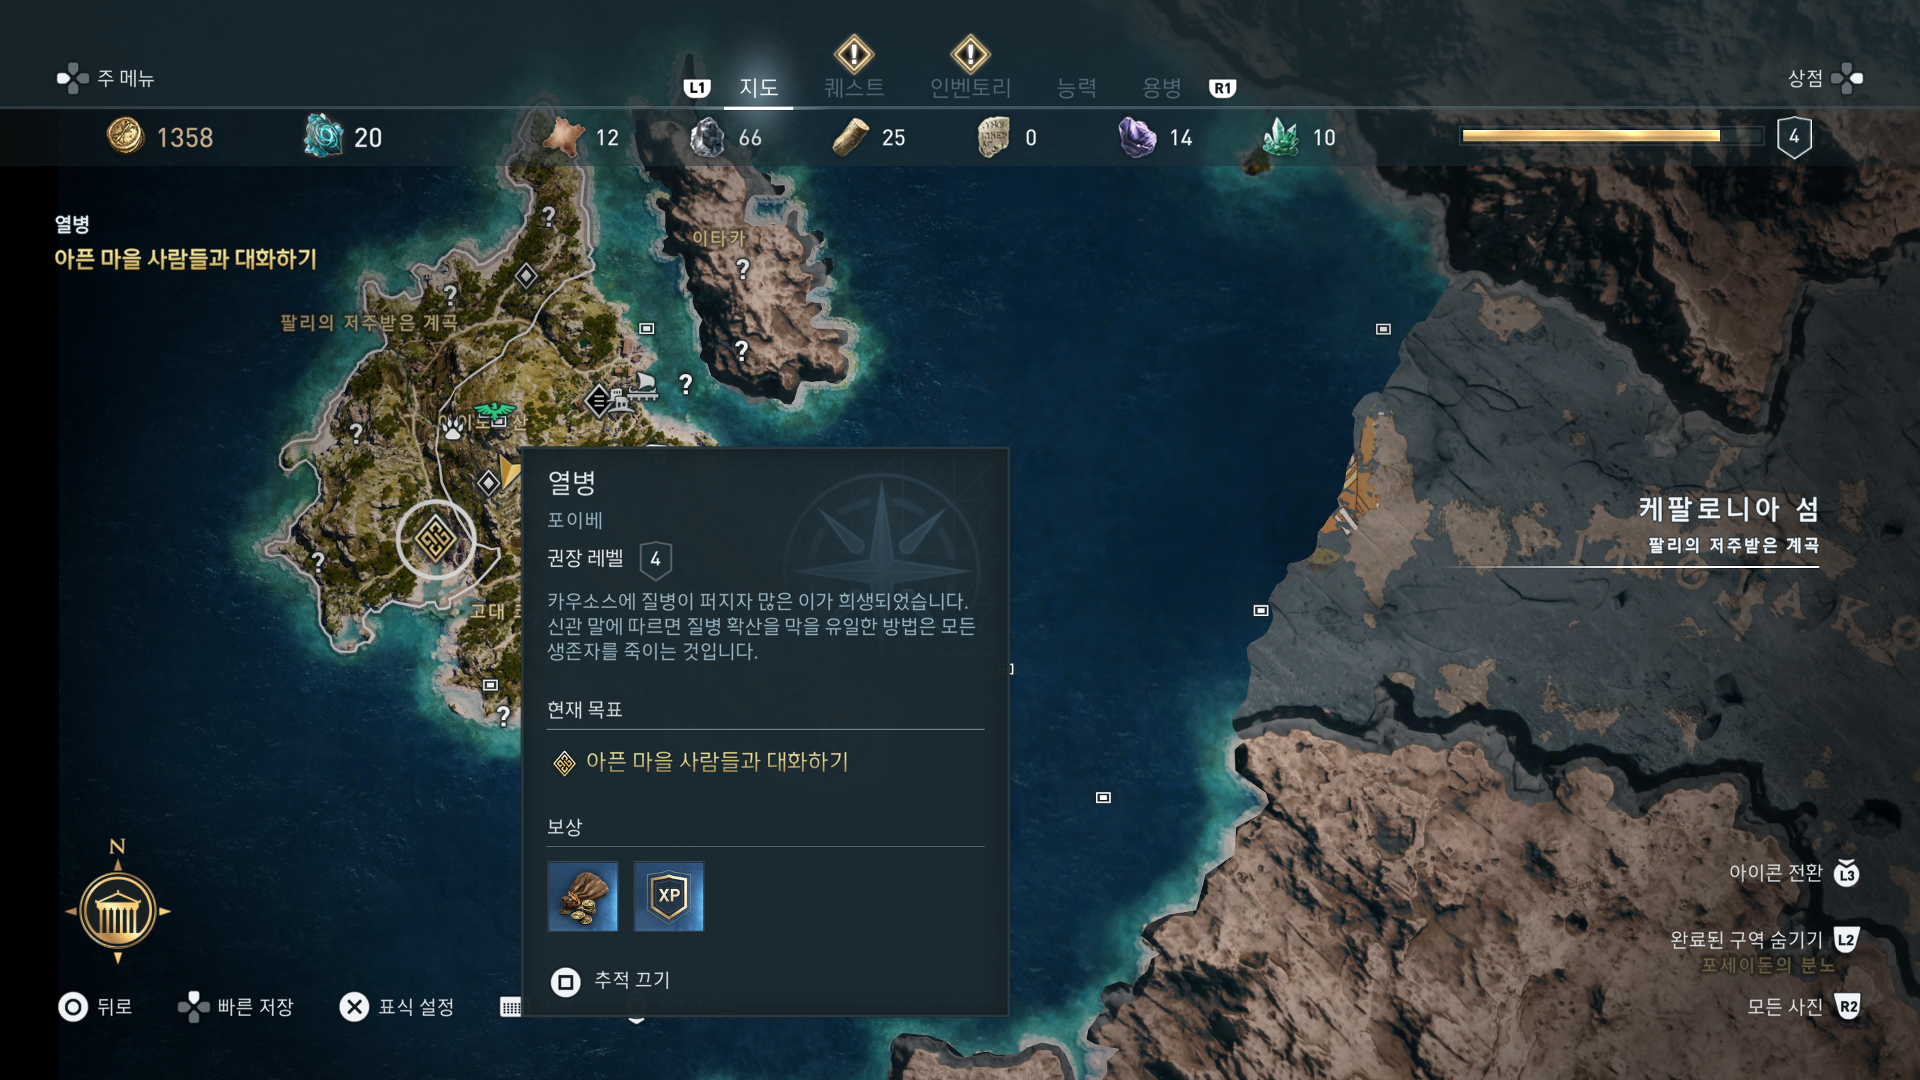 주 메뉴
L1
지도
퀘스트
인벤토리
능력
용병
R1
상점
1358
20
12
66
25
0
14
10
4
열병
아픈 마을 사람들과 대화하기
이타카
팔리의 저주받은 계곡
열병
포이베
권장 레벨 4
카우소스에 질병이 퍼지자 많은 이가 희생되었습니다.
신관 말에 따르면 질병 확산을 막을 유일한 방법은 모든
생존자를 죽이는 것입니다.
현재 목표
아픈 마을 사람들과 대화하기
보상
XP
추적 끄기
고대
케팔로니아 섬
팔리의 저주받은 계곡
N
아이콘 전환 L3
완료된 구역 숨기기 L2
포세이돈의 분노
모든 사진 R2
뒤로
빠른 저장
표식 설정